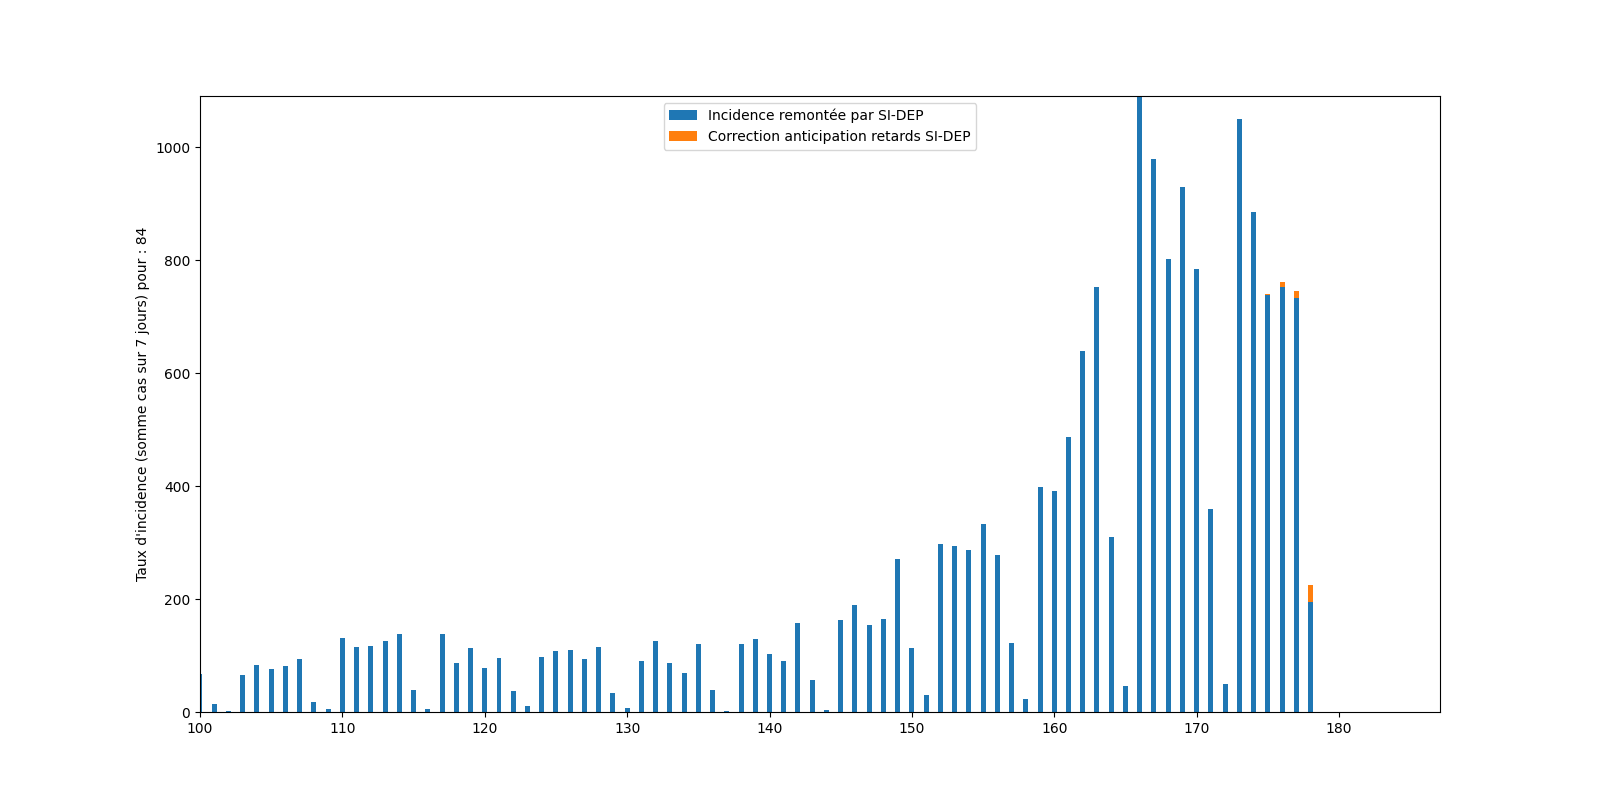 Incidence remontée par SI-DEP
Correction anticipation retards SI-DEP
Taux d'incidence (somme cas sur 7 jours) pour : 84
1000
800
600
400
200
0
100 110 120 130 140 150 160 170 180